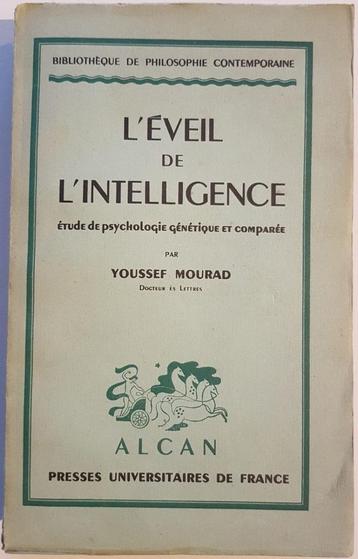 BIBLIOTHÈQUE DE PHILOSOPHIE CONTEMPORAINE
L'ÉVEIL
DE
L'INTELLIGENCE
étude de psychologie génétique et comparée
PAR
YOUSSEF MOURAD
Docteur ès Lettres
ALCAN
PRESSES UNIVERSITAIRES DE FRANCE